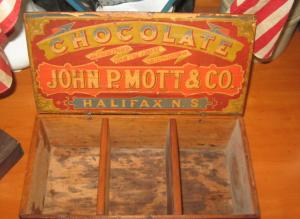 CHOCOLATE
JOHN P. MOTT & CO.
HALIFAX N.S.